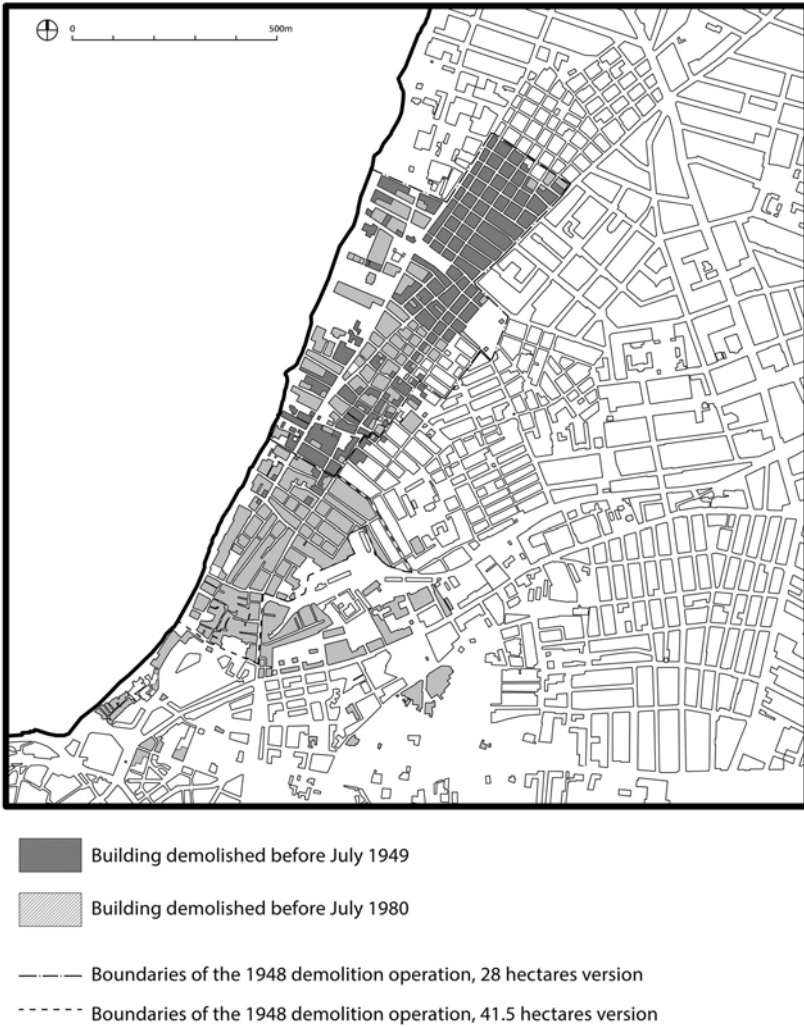 0 500m
Building demolished before July 1949
Building demolished before July 1980
Boundaries of the 1948 demolition operation, 28 hectares version
Boundaries of the 1948 demolition operation, 41.5 hectares version